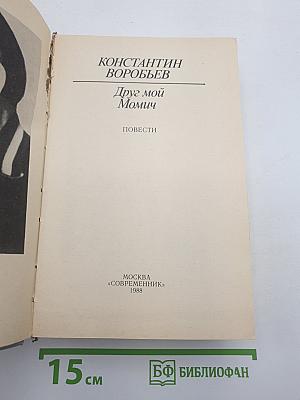 КОНСТАНТИН
ВОРОБЬЕВ
Друг мой
Момич
ПОВЕСТИ
МОСКВА
«СОВРЕМЕННИК»
1988
15 см
БФ БИБЛИОФАН